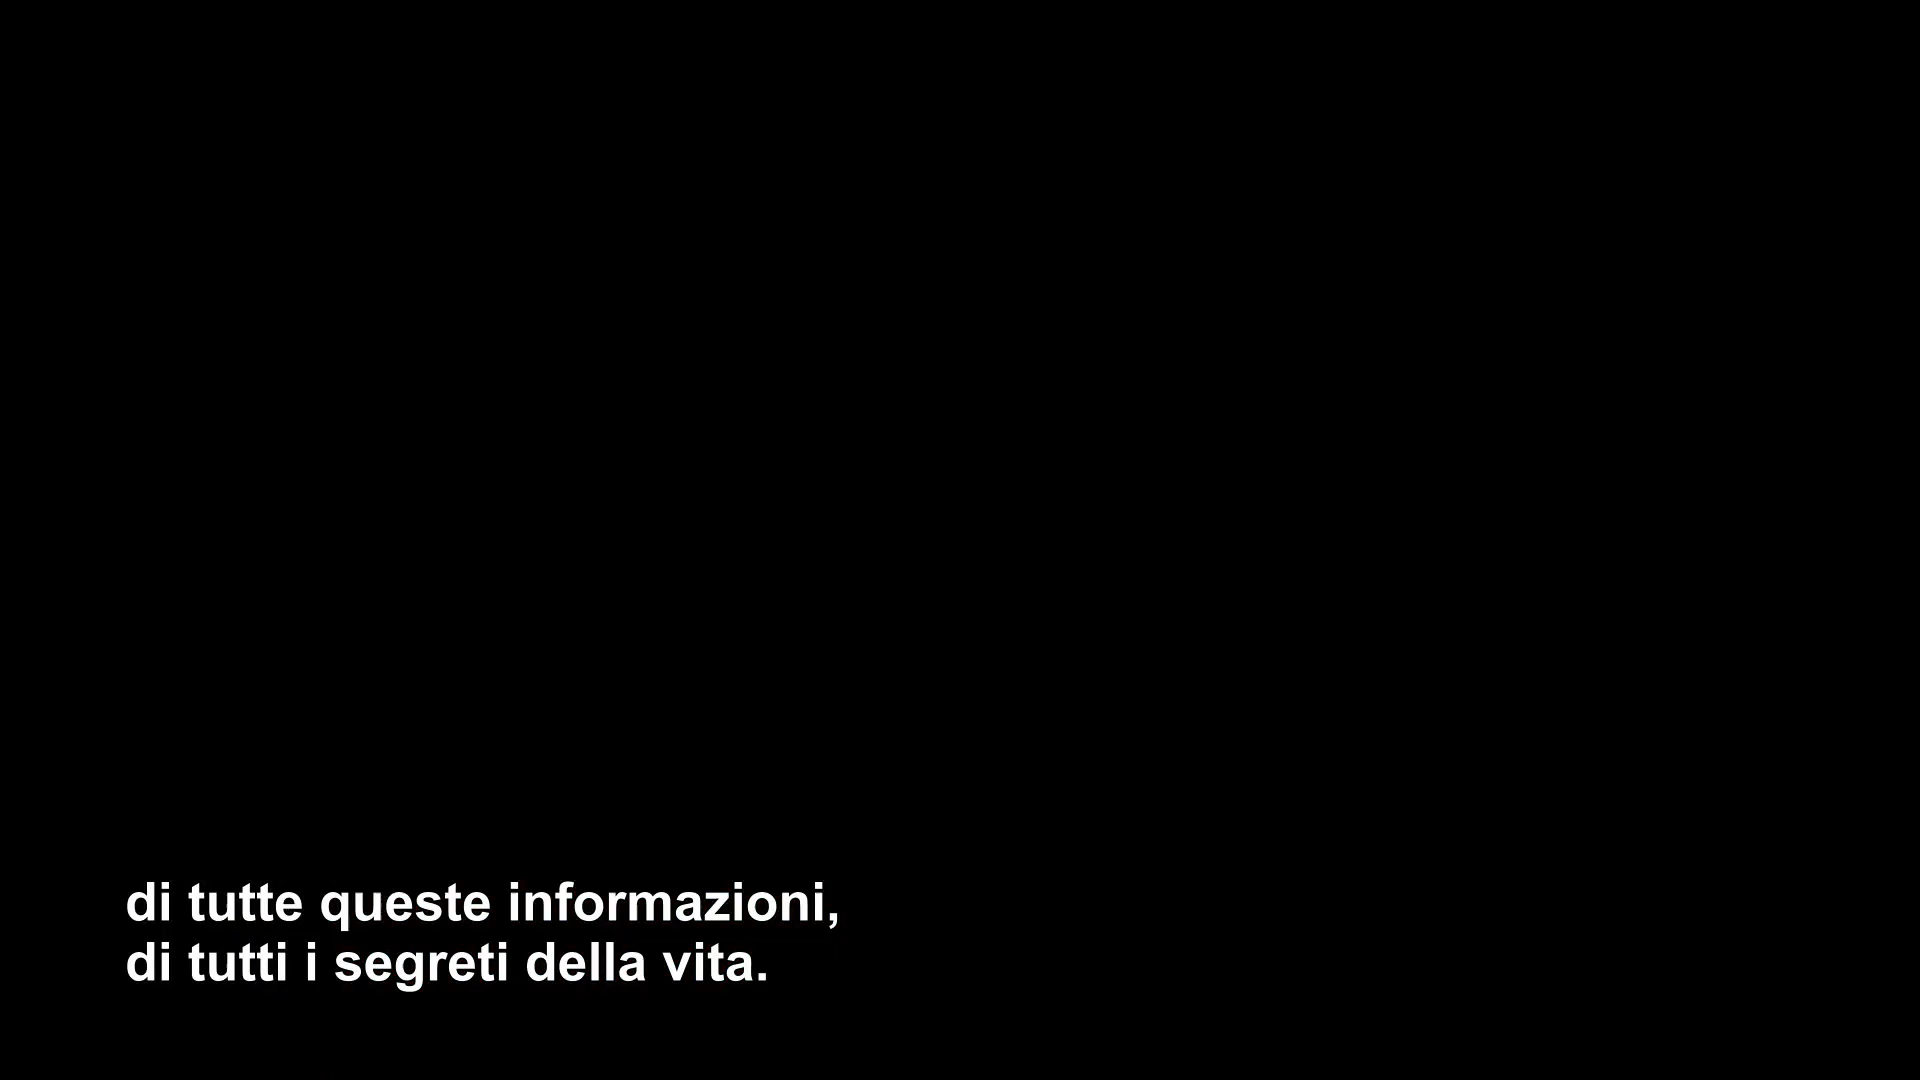 di tutte queste informazioni,
di tutti i segreti della vita.